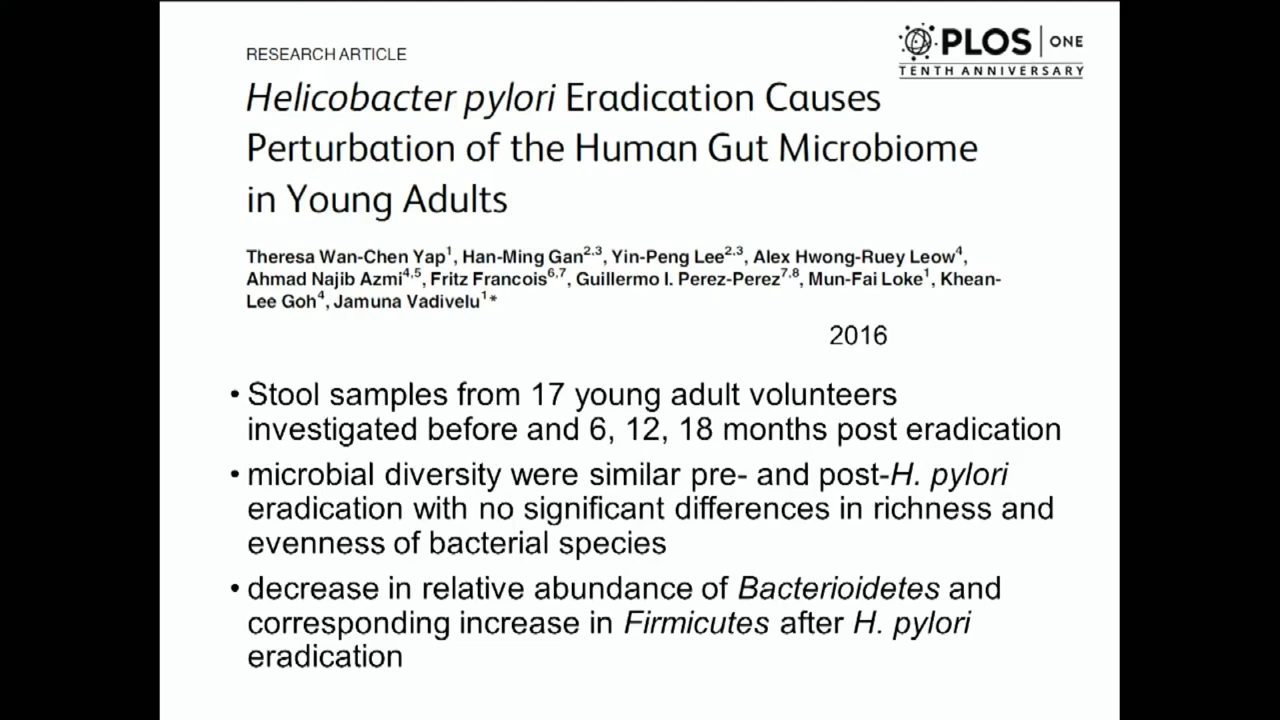 RESEARCH ARTICLE
PLOS | ONE
TENTH ANNIVERSARY
Helicobacter pylori Eradication Causes
Perturbation of the Human Gut Microbiome
in Young Adults
Theresa Wan-Chen Yap1, Han-Ming Gan2,3, Yin-Peng Lee2,3, Alex Hwong-Ruey Leow4,
Ahmad Najib Azmi4,5, Fritz Francois6,7, Guillermo I. Perez-Perez7,8, Mun-Fai Loke1, Khean-
Lee Goh4, Jamuna Vadivelu1*
2016
• Stool samples from 17 young adult volunteers
investigated before and 6, 12, 18 months post eradication
• microbial diversity were similar pre- and post-H. pylori
eradication with no significant differences in richness and
evenness of bacterial species
• decrease in relative abundance of Bacterioidetes and
corresponding increase in Firmicutes after H. pylori
eradication